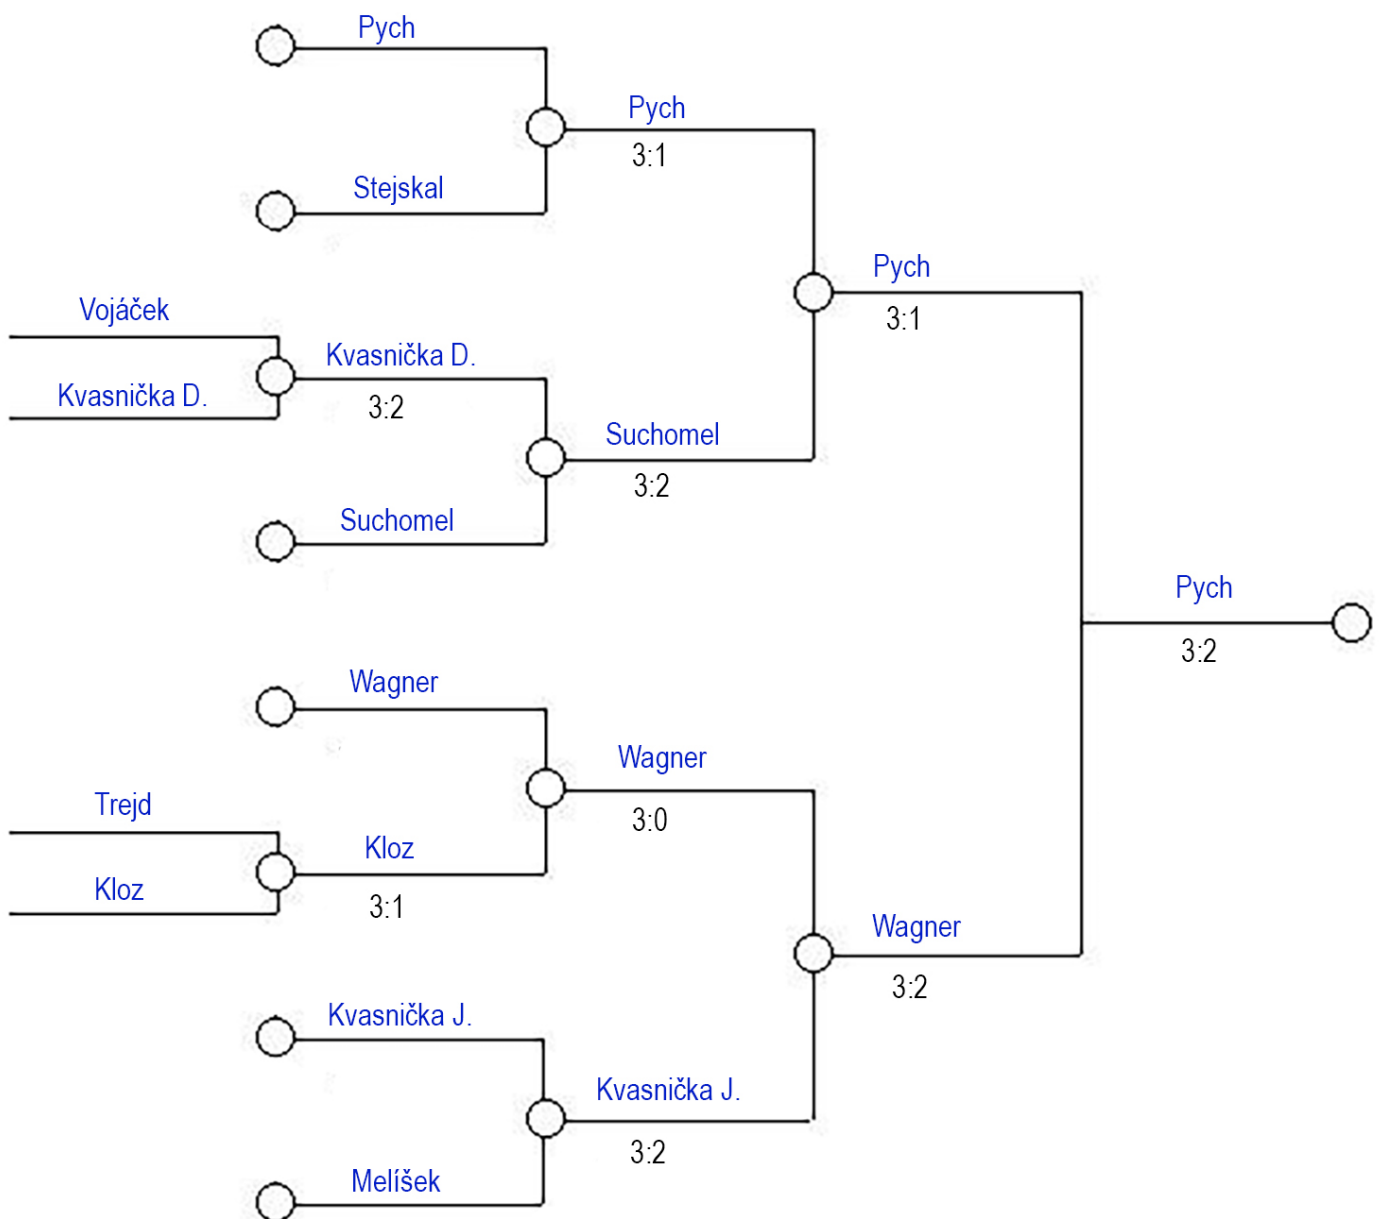 Pych
Pych
3:1
Stejskal
Pych
3:1
Vojáček
Kvasnička D.
Kvasnička D.
3:2
Suchomel
3:2
Suchomel
Pych
3:2
Wagner
Wagner
3:0
Trejd
Kloz
Kloz
3:1
Wagner
3:2
Kvasnička J.
Kvasnička J.
3:2
Melíšek